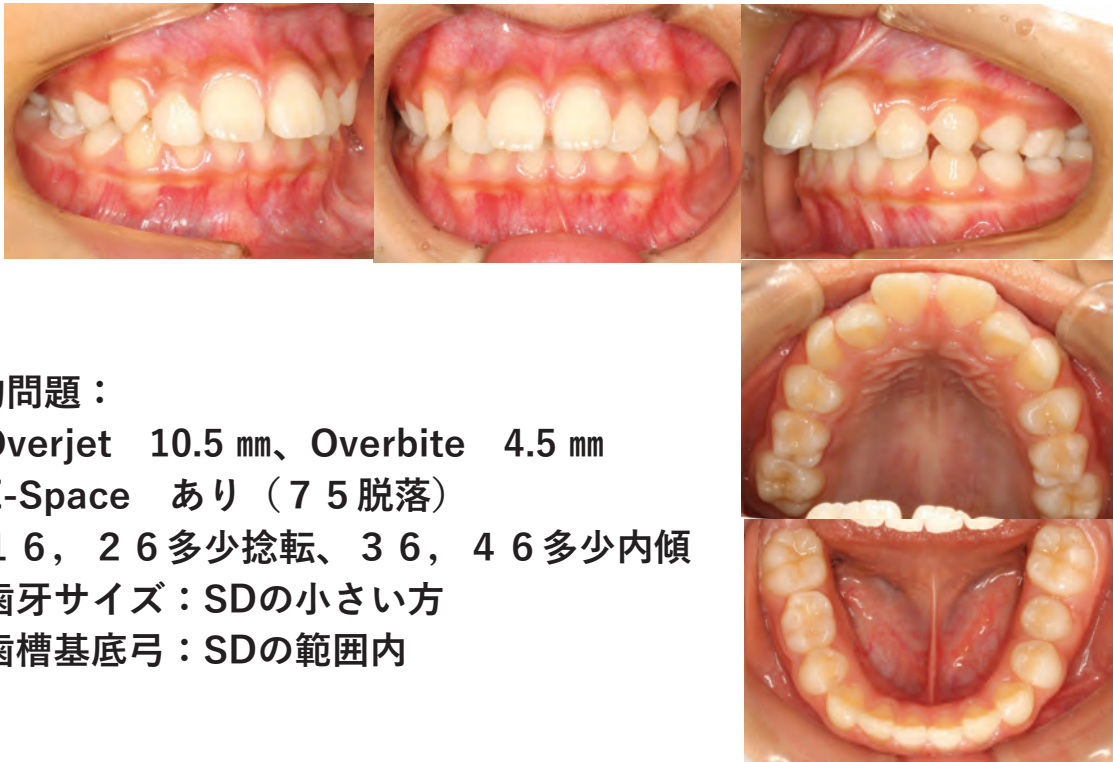 問題：
Overjet　10.5 ㎜、Overbite　4.5 ㎜
E-Space　あり（７５脱落）
１６，２６多少捻転、３６，４６多少内傾
歯牙サイズ：SDの小さい方
歯槽基底弓：SDの範囲内